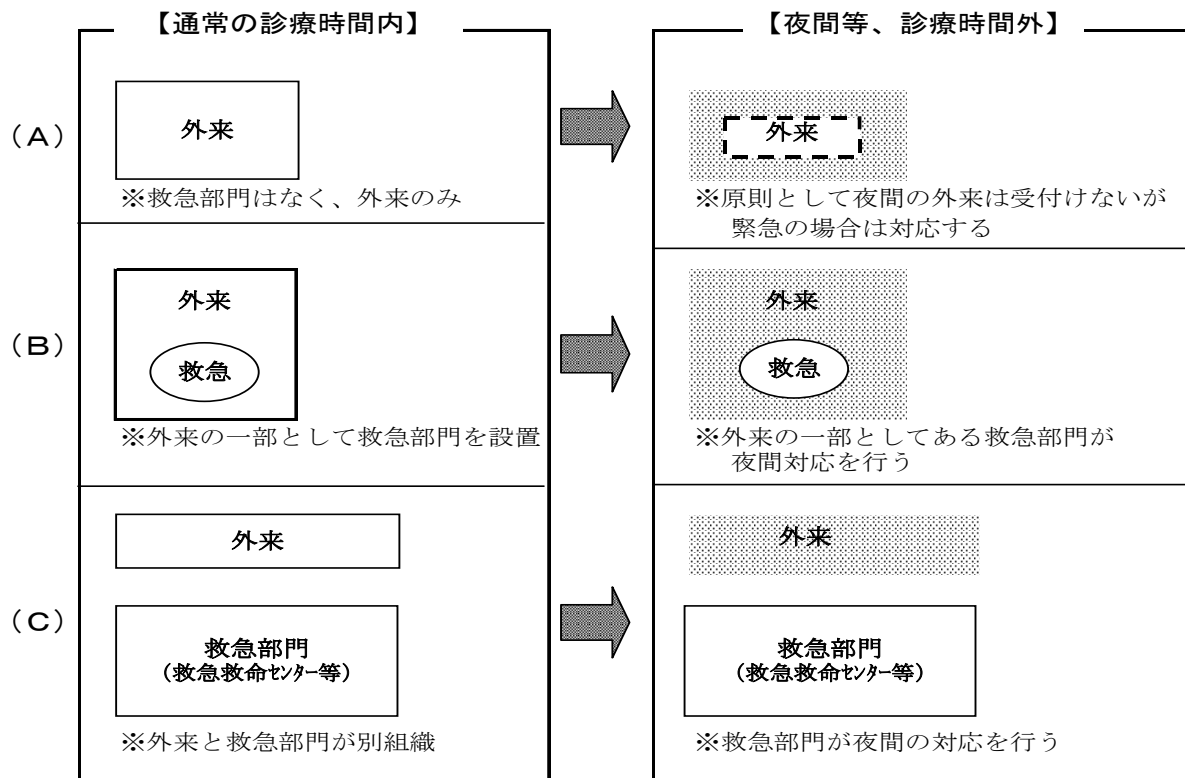 【通常の診療時間内】
【夜間等、診療時間外】
(A)
外来
※救急部門はなく、外来のみ
外来
※原則として夜間の外来は受付けないが
緊急の場合は対応する
(B)
外来
救急
※外来の一部として救急部門を設置
外来
救急
※外来の一部としてある救急部門が
夜間対応を行う
(C)
外来
救急部門
(救急救命センター等)
※外来と救急部門が別組織
外来
救急部門
(救急救命センター等)
※救急部門が夜間の対応を行う